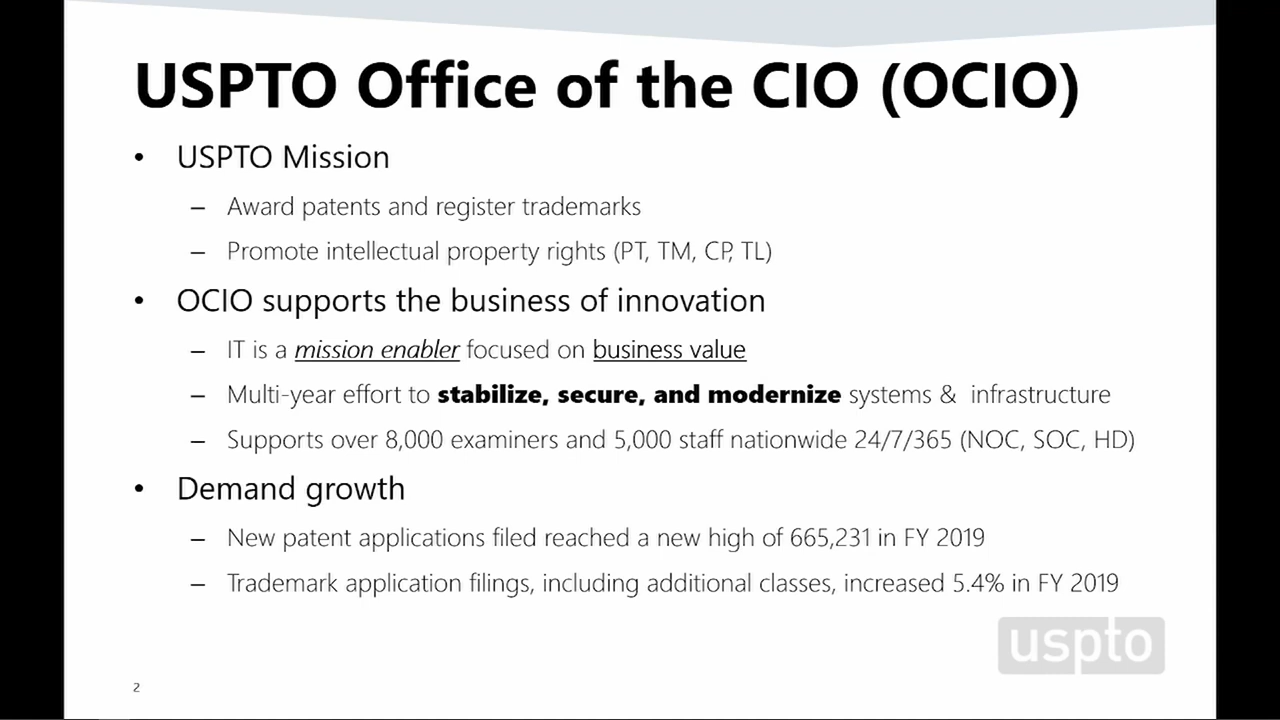 USPTO Office of the CIO (OCIO)
• USPTO Mission
– Award patents and register trademarks
– Promote intellectual property rights (PT, TM, CP, TL)
• OCIO supports the business of innovation
– IT is a mission enabler focused on business value
– Multi-year effort to stabilize, secure, and modernize systems &  infrastructure
– Supports over 8,000 examiners and 5,000 staff nationwide 24/7/365 (NOC, SOC, HD)
• Demand growth
– New patent applications filed reached a new high of 665,231 in FY 2019
– Trademark application filings, including additional classes, increased 5.4% in FY 2019
uspto
2